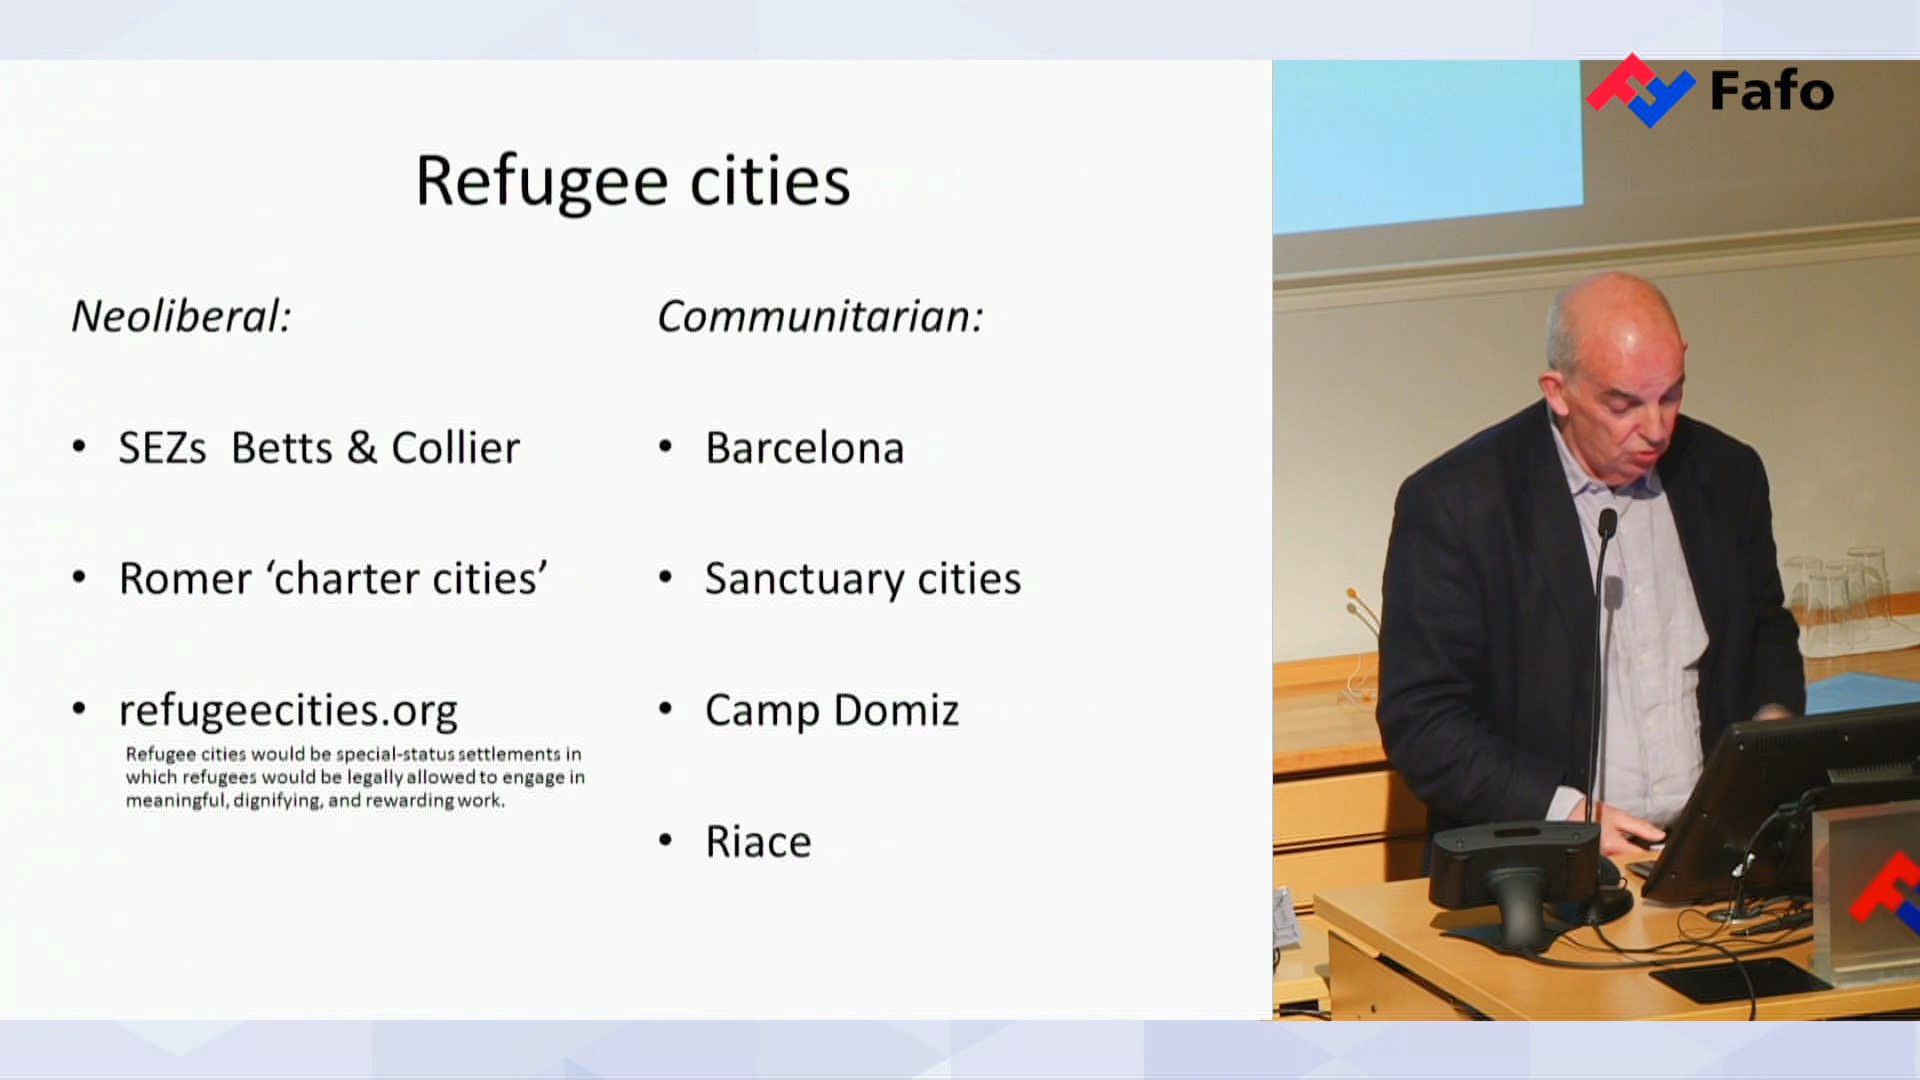 Fafo
Refugee cities
Neoliberal:
• SEZs Betts & Collier
• Romer ‘charter cities’
• refugeecities.org
Refugee cities would be special-status settlements in
which refugees would be legally allowed to engage in
meaningful, dignifying, and rewarding work.
Communitarian:
• Barcelona
• Sanctuary cities
• Camp Domiz
• Riace